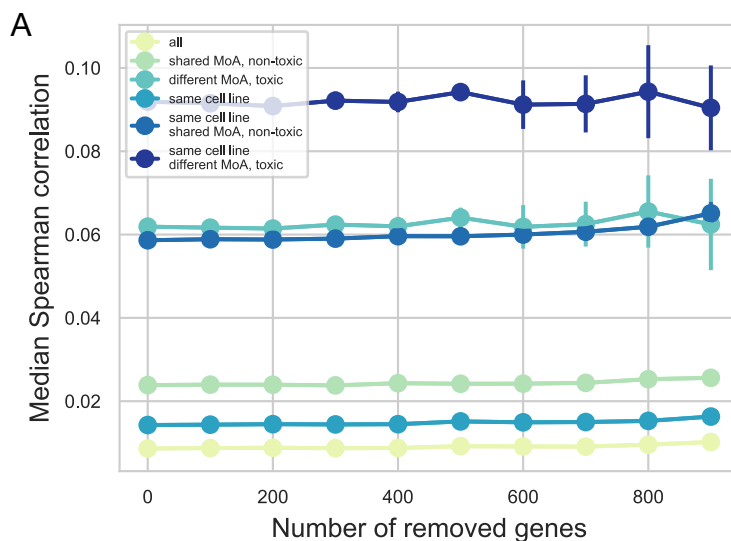 A
all
shared MoA, non-toxic
different MoA, toxic
same cell line
same cell line
shared MoA, non-toxic
same cell line
different MoA, toxic
0.10
0.08
0.06
0.04
0.02
Median Spearman correlation
0 200 400 600 800
Number of removed genes